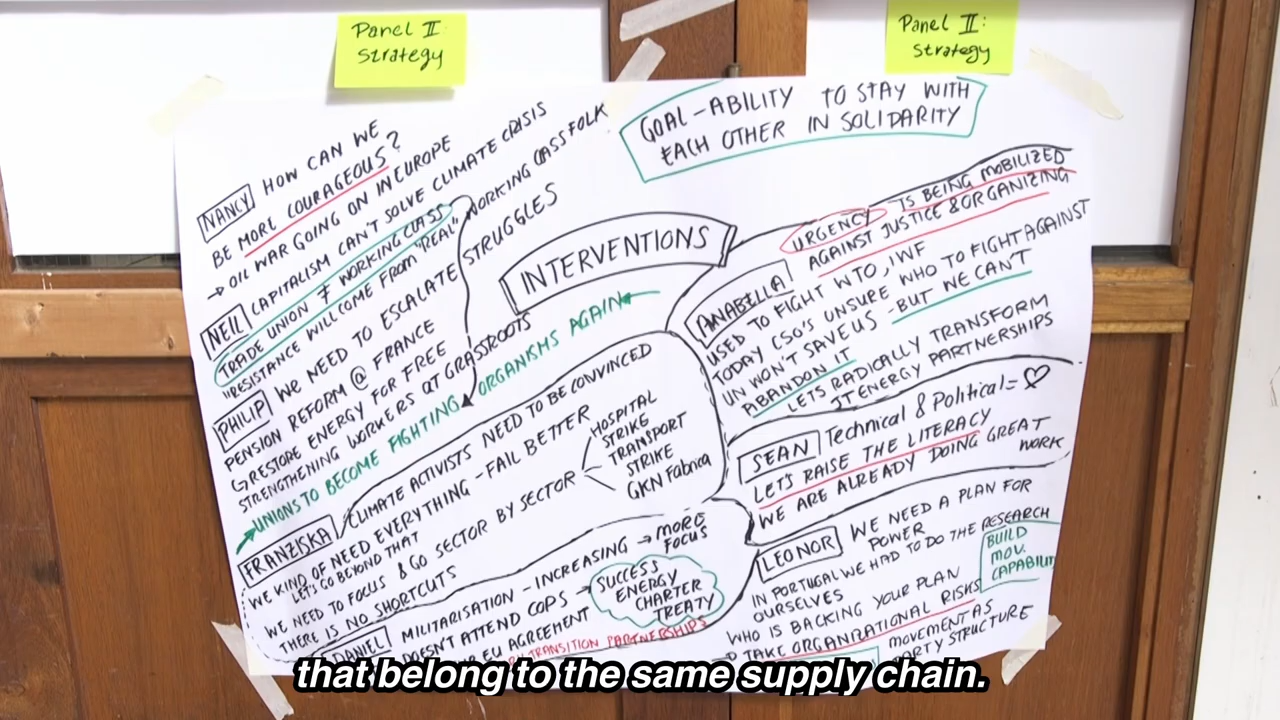 Panel II:
Strategy
Panel II:
Strategy
GOAL - ABILITY TO STAY WITH
EACH OTHER IN SOLIDARITY
INTERVENTIONS
NANCY HOW CAN WE
BE MORE COURAGEOUS?
→ OIL WAR GOING ON IN EUROPE
NEIL CAPITALISM CAN'T SOLVE CLIMATE CRISIS
TRADE UNION ≠ WORKING CLASS
"RESISTANCE WILL COME FROM "REAL" WORKING CLASS FOLK
PHILIP WE NEED TO ESCALATE STRUGGLES
PENSION REFORM @ FRANCE
↳ RESTORE ENERGY FOR FREE
STRENGTHENING WORKERS AT GRASSROOTS
→ UNIONS TO BECOME FIGHTING ORGANISMS AGAIN
FRANZISKA CLIMATE ACTIVISTS NEED TO BE CONVINCED
WE KIND OF NEED EVERYTHING - FAIL BETTER
LET'S GO BEYOND THAT
WE NEED TO FOCUS & GO SECTOR BY SECTOR
HOSPITAL
STRIKE
TRANSPORT
STRIKE
GKN Fabrica
THERE IS NO SHORTCUTS
DANIEL MILITARISATION - INCREASING → MORE
FOCUS
DOESN'T ATTEND COPS → SUCCESS
ENERGY
CHARTER
TREATY
EU AGREEMENT
TRANSITION PARTNERSHIPS
URGENCY IS BEING MOBILIZED
AGAINST JUSTICE & ORGANIZING
ANABELLA
USED TO FIGHT WTO, IWF
TODAY CSO'S UNSURE WHO TO FIGHT AGAINST
UN WON'T SAVE US - BUT WE CAN'T
ABANDON IT
LETS RADICALLY TRANSFORM
JT ENERGY PARTNERSHIPS
SEAN Technical & Political = ♡
LET'S RAISE THE LITERACY
WE ARE ALREADY DOING GREAT
WORK
LEONOR WE NEED A PLAN FOR
POWER
IN PORTUGAL WE HAD TO DO THE RESEARCH
OURSELVES
BUILD
MOV.
CAPABILITY
WHO IS BACKING YOUR PLAN
TAKE ORGANISATIONAL RISKS
MOVEMENT AS
PARTY STRUCTURE
that belong to the same supply chain.